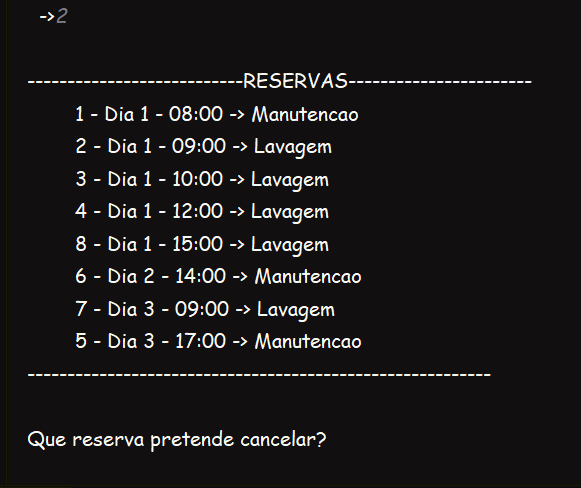 ->2
---------------------------RESERVAS-----------------------
1 - Dia 1 - 08:00 -> Manutencao
2 - Dia 1 - 09:00 -> Lavagem
3 - Dia 1 - 10:00 -> Lavagem
4 - Dia 1 - 12:00 -> Lavagem
8 - Dia 1 - 15:00 -> Lavagem
6 - Dia 2 - 14:00 -> Manutencao
7 - Dia 3 - 09:00 -> Lavagem
5 - Dia 3 - 17:00 -> Manutencao
----------------------------------------------------------
Que reserva pretende cancelar?